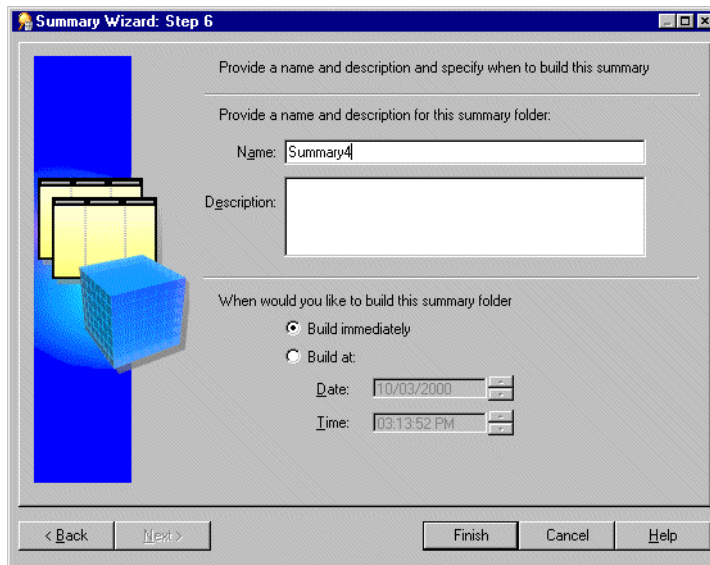 Summary Wizard: Step 6
Provide a name and description and specify when to build this summary
Provide a name and description for this summary folder:
Name: Summary4
Description:
When would you like to build this summary folder
Build immediately
Build at:
Date: 10/03/2000
Time: 03:13:52 PM
< Back Next > Finish Cancel Help